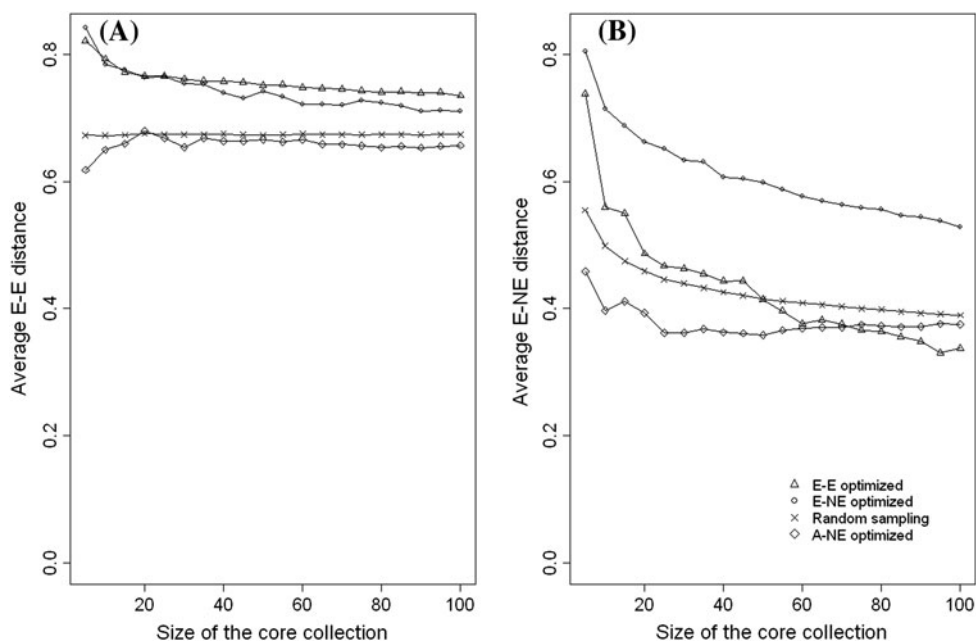 (A)
Average E-E distance
0.8
0.6
0.4
0.2
0.0
20
40
60
80
100
Size of the core collection
(B)
Average E-NE distance
0.8
0.6
0.4
0.2
0.0
E-E optimized
E-NE optimized
Random sampling
A-NE optimized
20
40
60
80
100
Size of the core collection